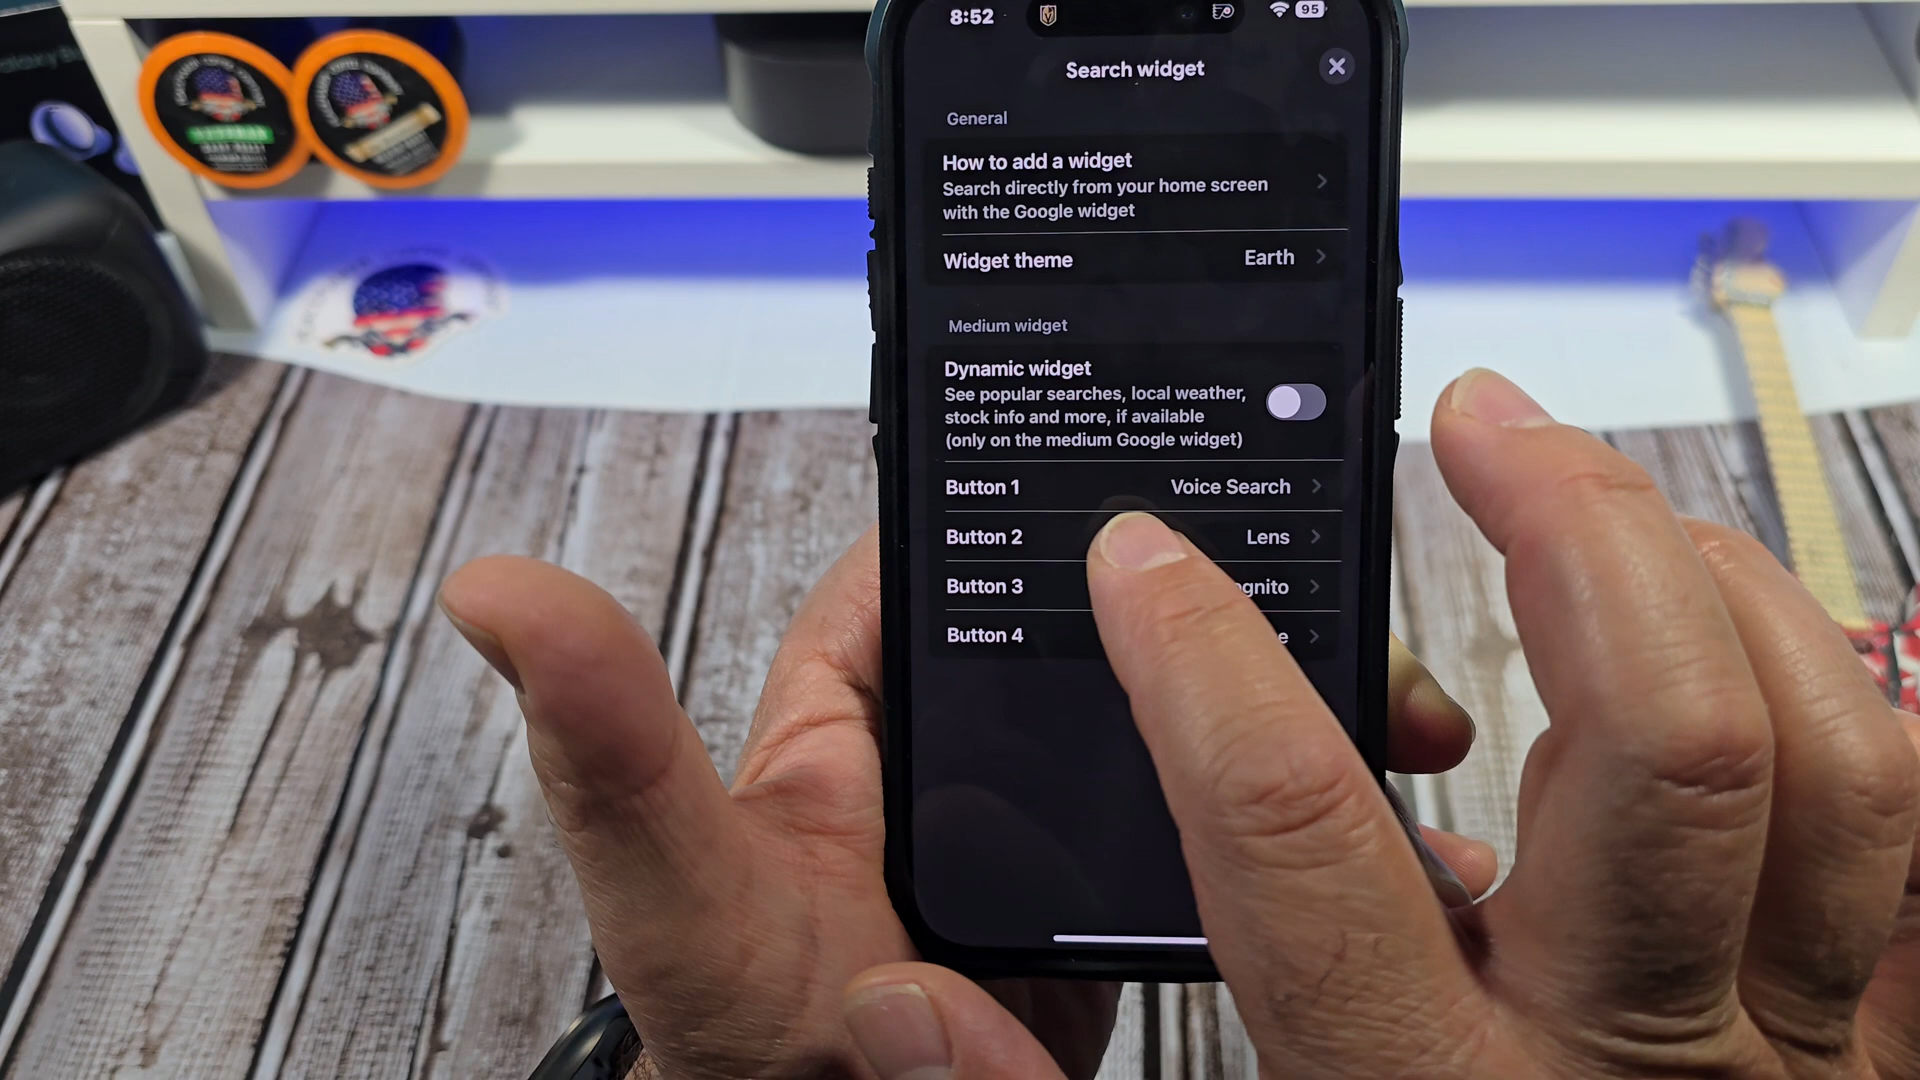 8:52
95
Search widget
General
How to add a widget
Search directly from your home screen
with the Google widget
Widget theme
Earth
Medium widget
Dynamic widget
See popular searches, local weather,
stock info and more, if available
(only on the medium Google widget)
Button 1
Voice Search
Button 2
Lens
Button 3
gnito
Button 4
e